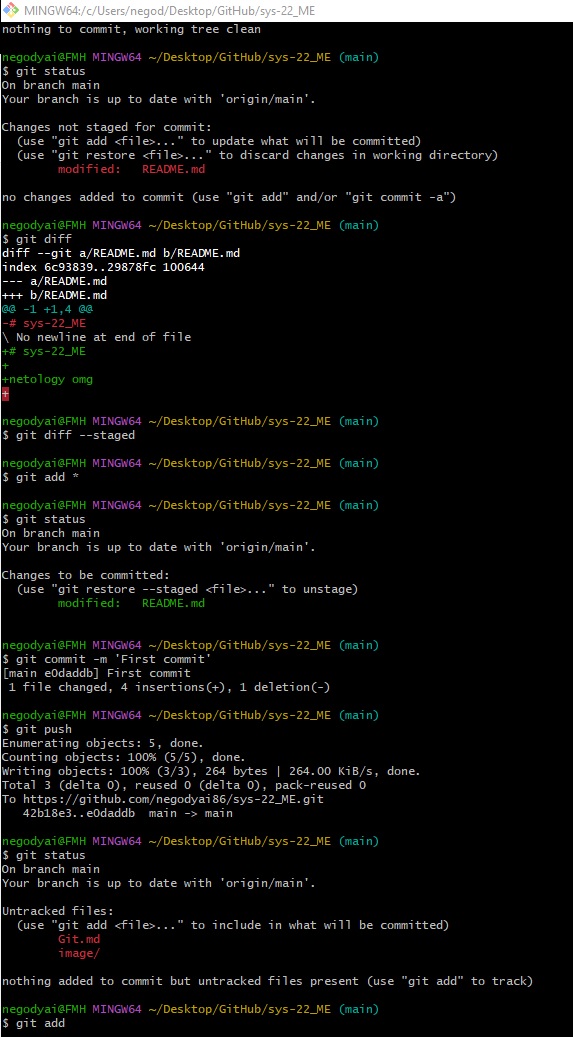 MINGW64:/c/Users/negod/Desktop/GitHub/sys-22_ME
nothing to commit, working tree clean
negodyai@FMH MINGW64 ~/Desktop/GitHub/sys-22_ME (main)
$ git status
On branch main
Your branch is up to date with 'origin/main'.
Changes not staged for commit:
  (use "git add <file>..." to update what will be committed)
  (use "git restore <file>..." to discard changes in working directory)
        modified:   README.md
no changes added to commit (use "git add" and/or "git commit -a")
negodyai@FMH MINGW64 ~/Desktop/GitHub/sys-22_ME (main)
$ git diff
diff --git a/README.md b/README.md
index 6c93839..29878fc 100644
--- a/README.md
+++ b/README.md
@@ -1 +1,4 @@
-# sys-22_ME
\ No newline at end of file
+# sys-22_ME
+
+netology omg
+
negodyai@FMH MINGW64 ~/Desktop/GitHub/sys-22_ME (main)
$ git diff --staged
negodyai@FMH MINGW64 ~/Desktop/GitHub/sys-22_ME (main)
$ git add *
negodyai@FMH MINGW64 ~/Desktop/GitHub/sys-22_ME (main)
$ git status
On branch main
Your branch is up to date with 'origin/main'.
Changes to be committed:
  (use "git restore --staged <file>..." to unstage)
        modified:   README.md
negodyai@FMH MINGW64 ~/Desktop/GitHub/sys-22_ME (main)
$ git commit -m 'First commit'
[main e0daddb] First commit
 1 file changed, 4 insertions(+), 1 deletion(-)
negodyai@FMH MINGW64 ~/Desktop/GitHub/sys-22_ME (main)
$ git push
Enumerating objects: 5, done.
Counting objects: 100% (5/5), done.
Writing objects: 100% (3/3), 264 bytes | 264.00 KiB/s, done.
Total 3 (delta 0), reused 0 (delta 0), pack-reused 0
To https://github.com/negodyai86/sys-22_ME.git
   42b18e3..e0daddb  main -> main
negodyai@FMH MINGW64 ~/Desktop/GitHub/sys-22_ME (main)
$ git status
On branch main
Your branch is up to date with 'origin/main'.
Untracked files:
  (use "git add <file>..." to include in what will be committed)
        Git.md
        image/
nothing added to commit but untracked files present (use "git add" to track)
negodyai@FMH MINGW64 ~/Desktop/GitHub/sys-22_ME (main)
$ git add